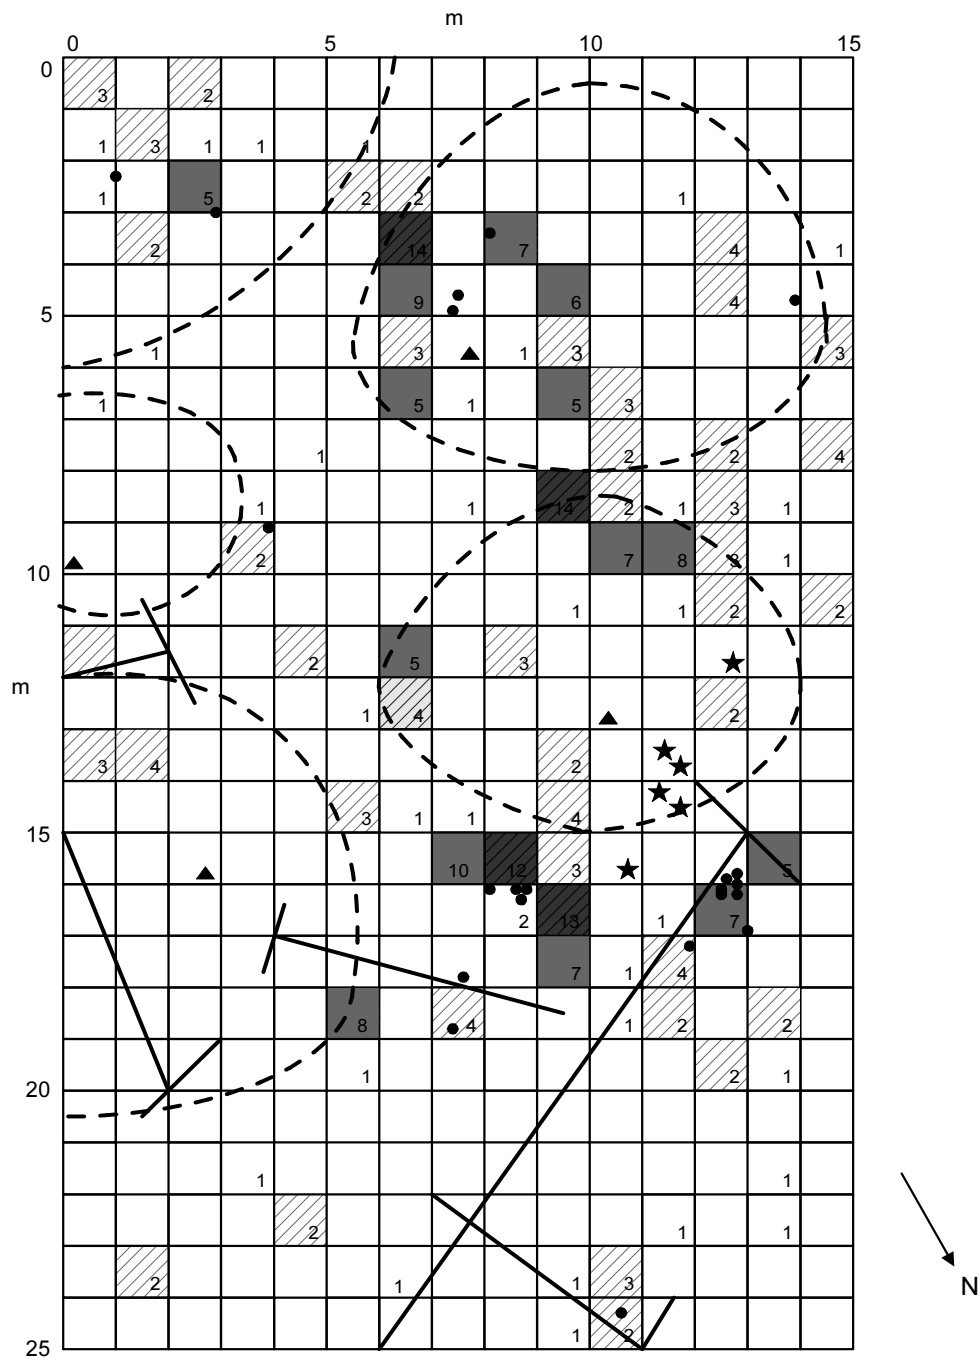 m
0 5 10 15
0
3 2
1 3 1 1 1
1 5 2 2 1
2 14 7 4 1
9 6 4
5
1 3 1 3 3
1 5 1 5 3
1 2 2 4
1 1 14 2 1 3 1
2 7 8 3 1
10
1 1 2 2
2 5 3
m
1 4 2
3 4 2
3 1 1 4
15
10 12 3 5
2 13 1 7
7 1 4
8 4 1 2 2
1 2 1
20
1 1
2 1 1
2 1 1 3
N
1 2
25